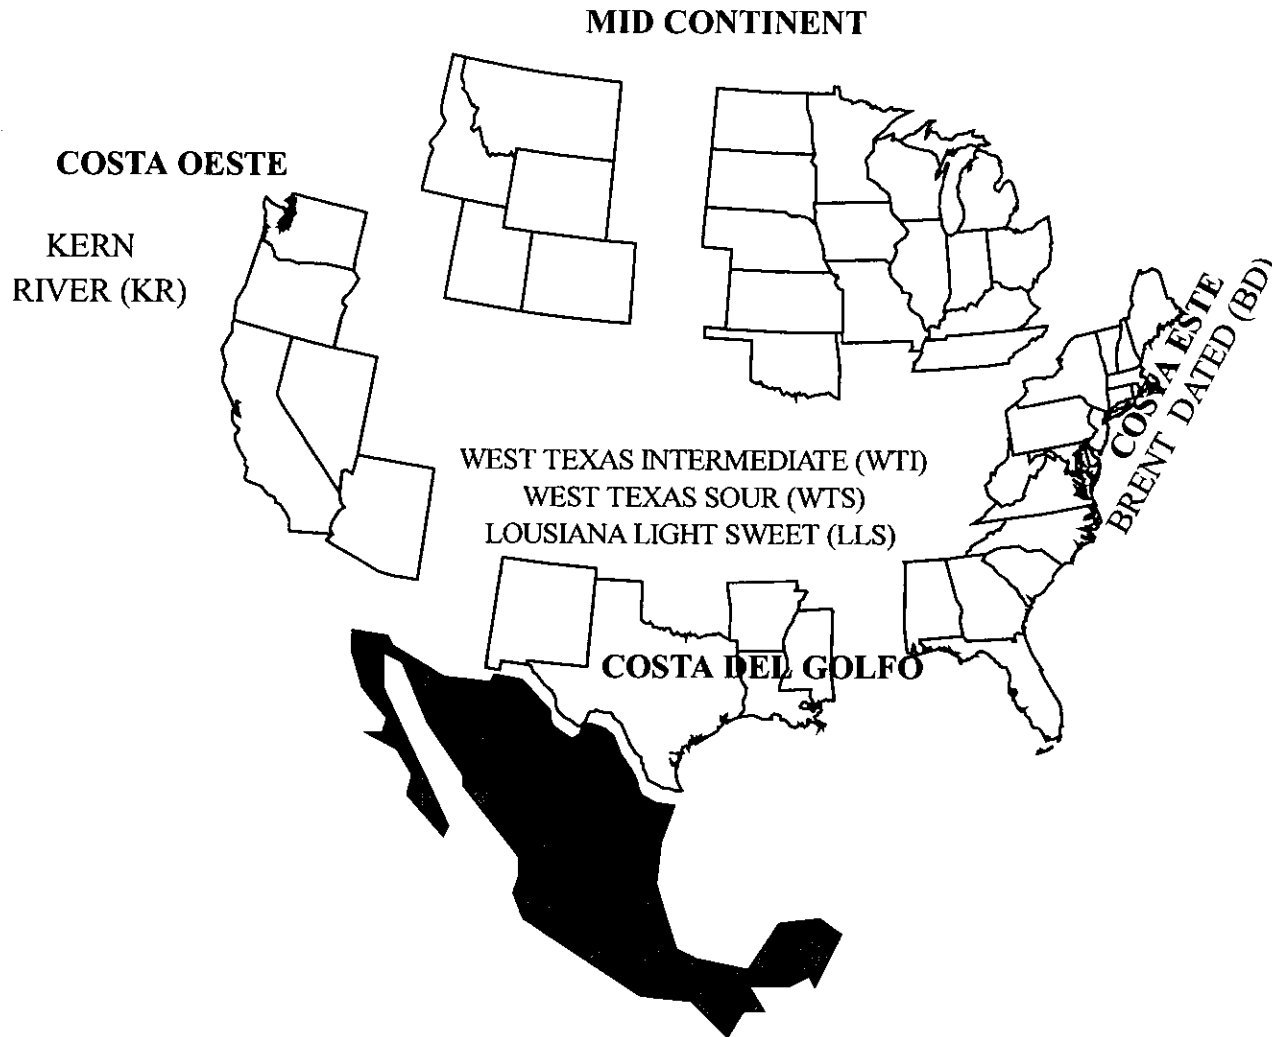 MID CONTINENT
COSTA OESTE
KERN
RIVER (KR)
COSTA ESTE
BRENT DATED (BD)
WEST TEXAS INTERMEDIATE (WTI)
WEST TEXAS SOUR (WTS)
LOUSIANA LIGHT SWEET (LLS)
COSTA DEL GOLFO